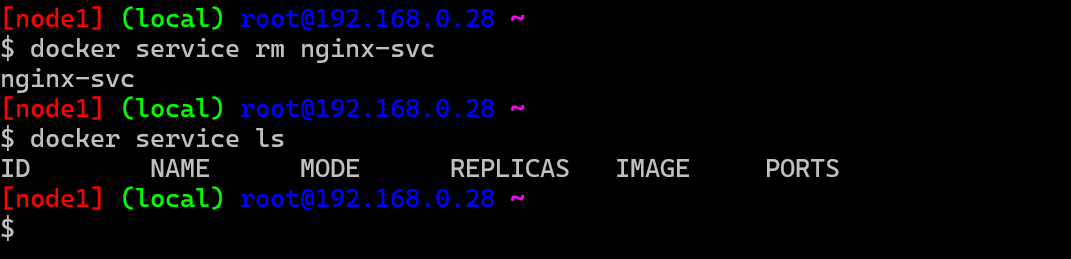 [node1] (local) root@192.168.0.28 ~
$ docker service rm nginx-svc
nginx-svc
[node1] (local) root@192.168.0.28 ~
$ docker service ls
ID        NAME      MODE      REPLICAS   IMAGE     PORTS
[node1] (local) root@192.168.0.28 ~
$